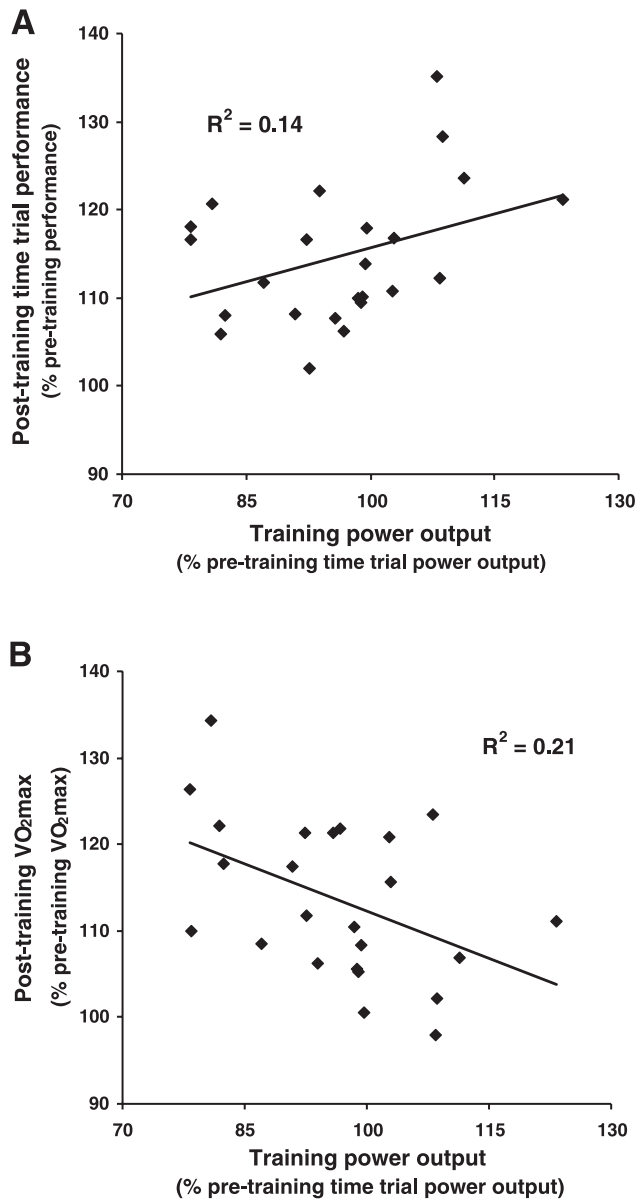 A
140
130
120
110
100
90
R² = 0.14
Post-training time trial performance
(% pre-training performance)
70 85 100 115 130
Training power output
(% pre-training time trial power output)
B
140
130
120
110
100
90
R² = 0.21
Post-training VO₂max
(% pre-training VO₂max)
70 85 100 115 130
Training power output
(% pre-training time trial power output)